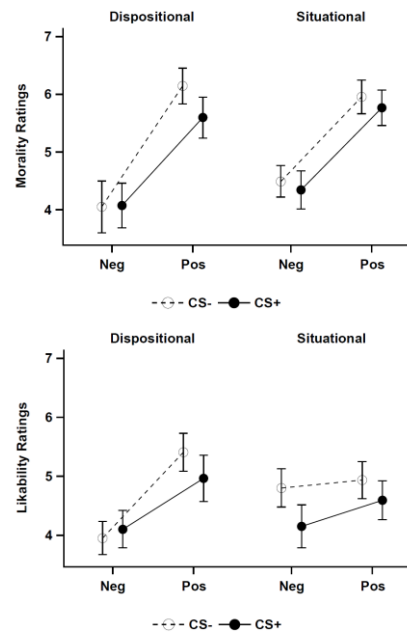 Dispositional Situational
7
6
5
4
Morality Ratings
Neg Pos Neg Pos
CS- CS+
Dispositional Situational
7
6
5
4
Likability Ratings
Neg Pos Neg Pos
CS- CS+